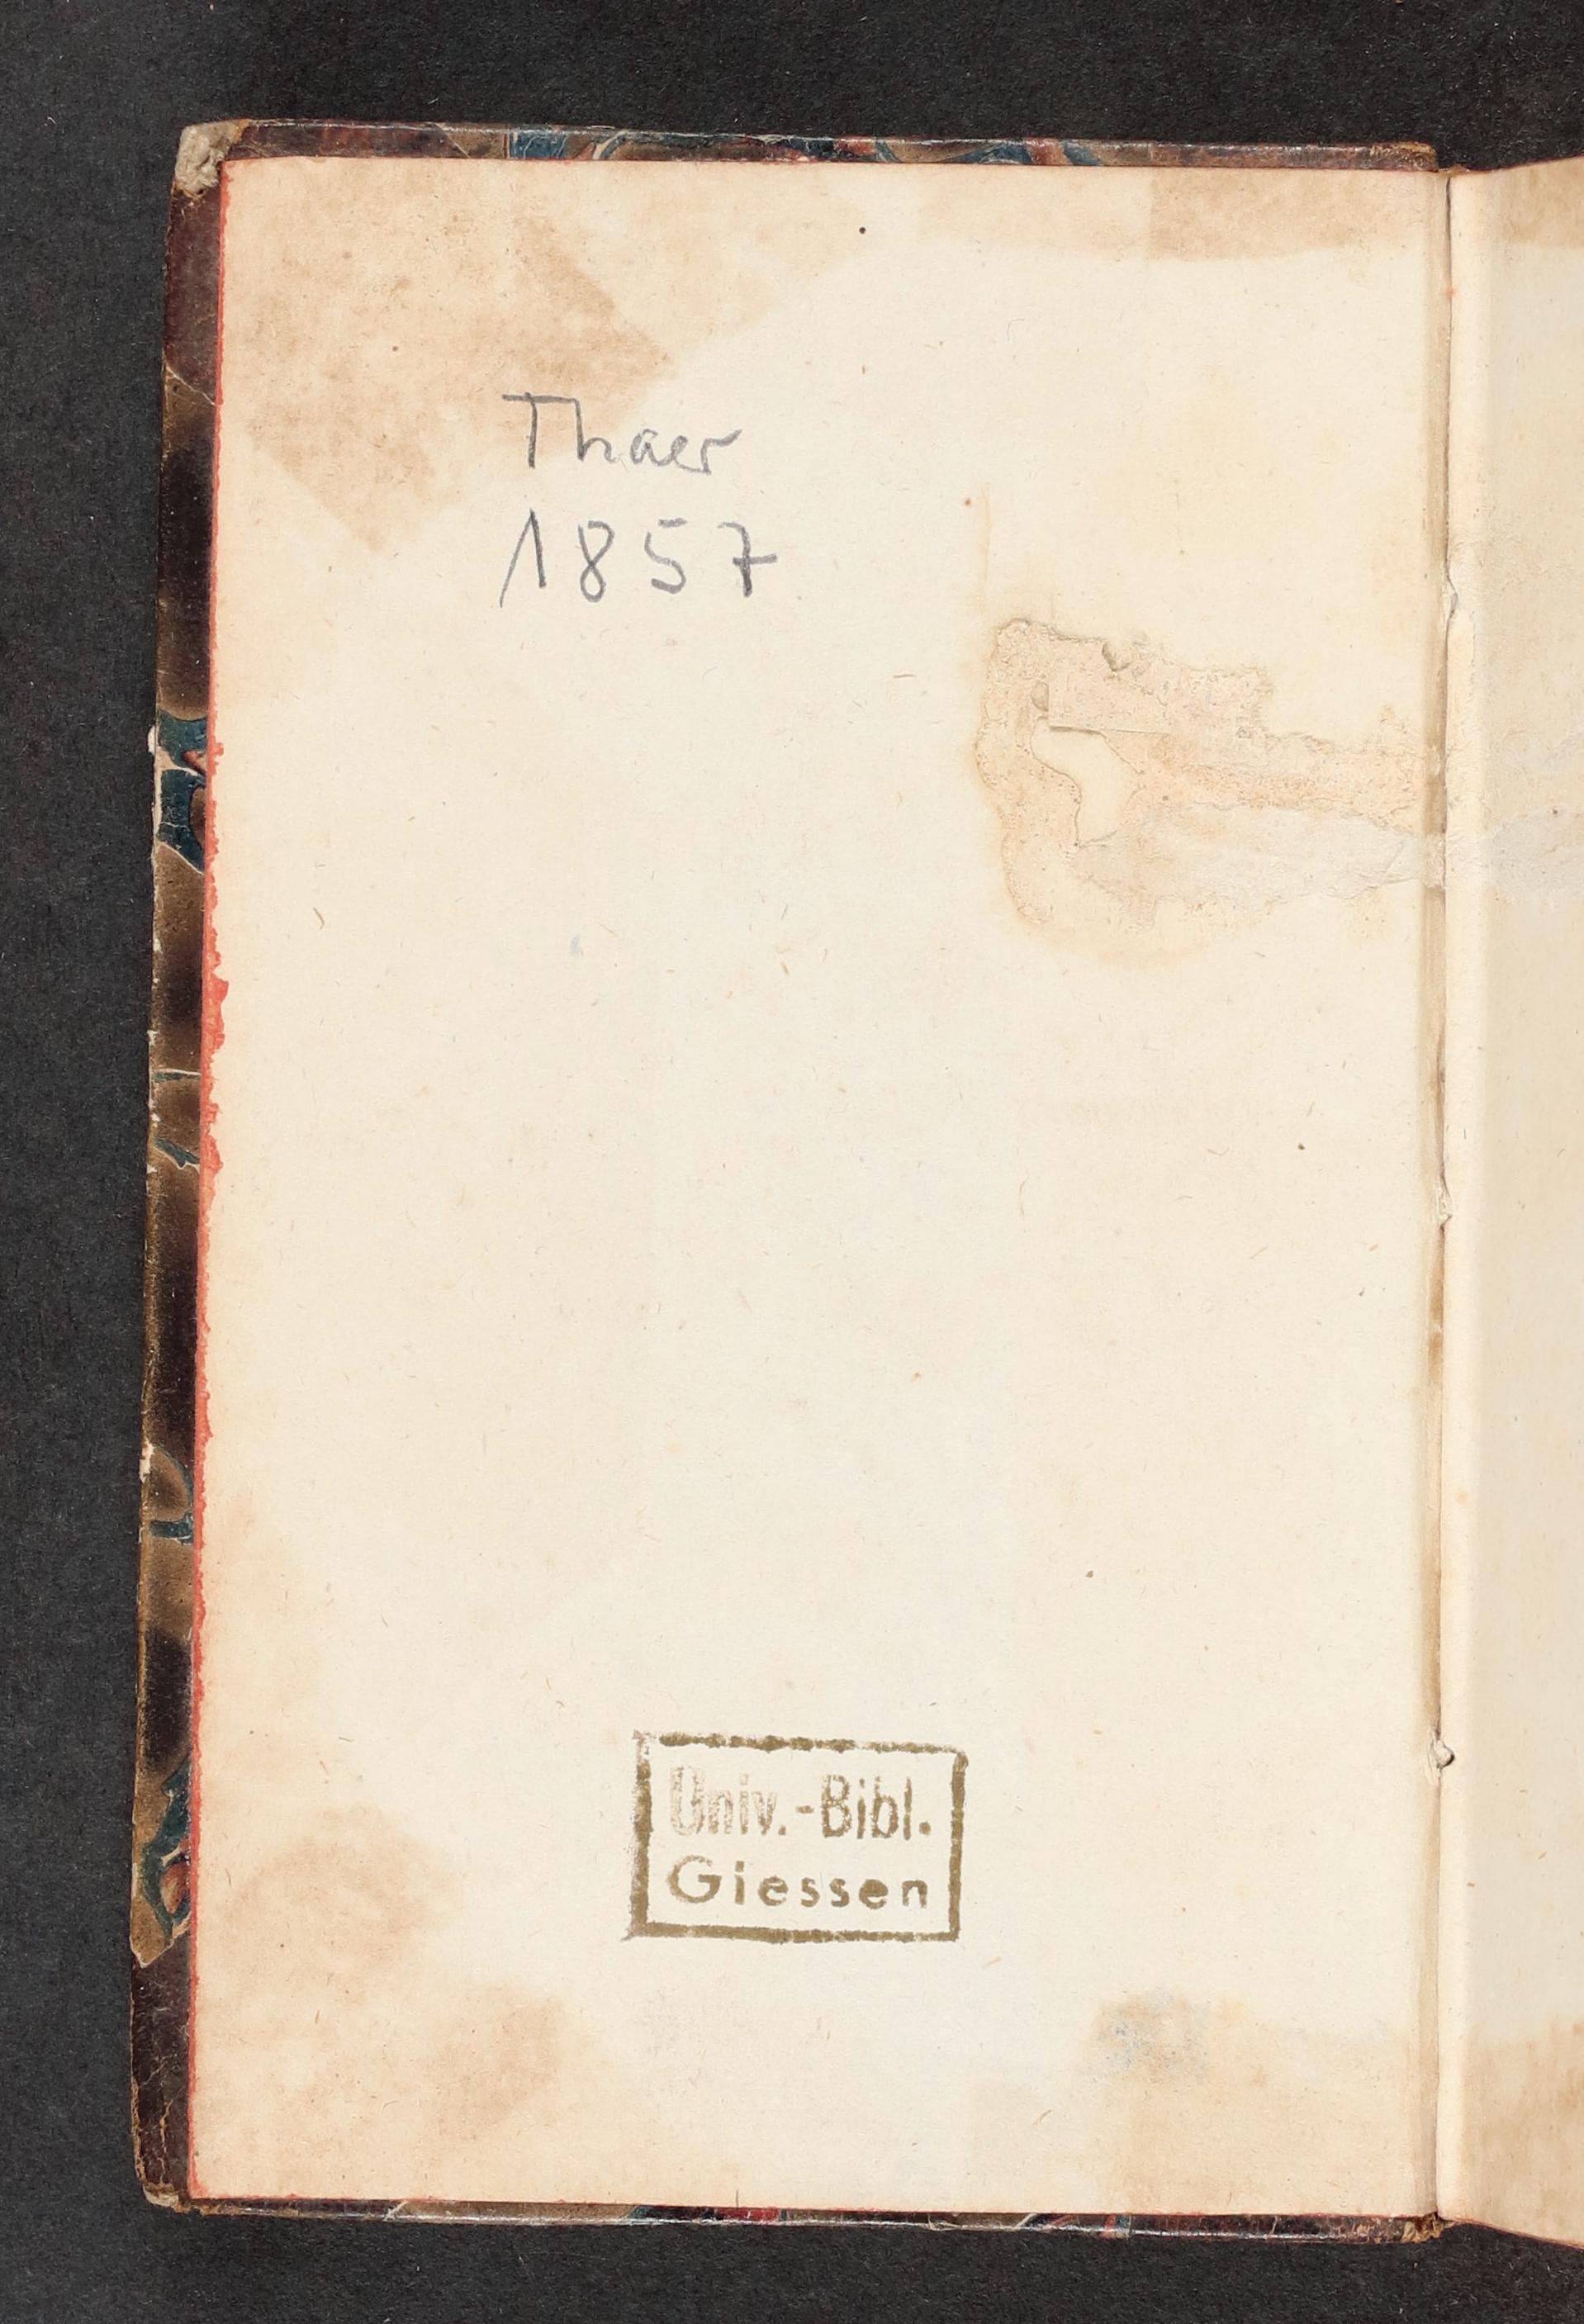 Thaer
1857
Univ.-Bibl.
Giessen